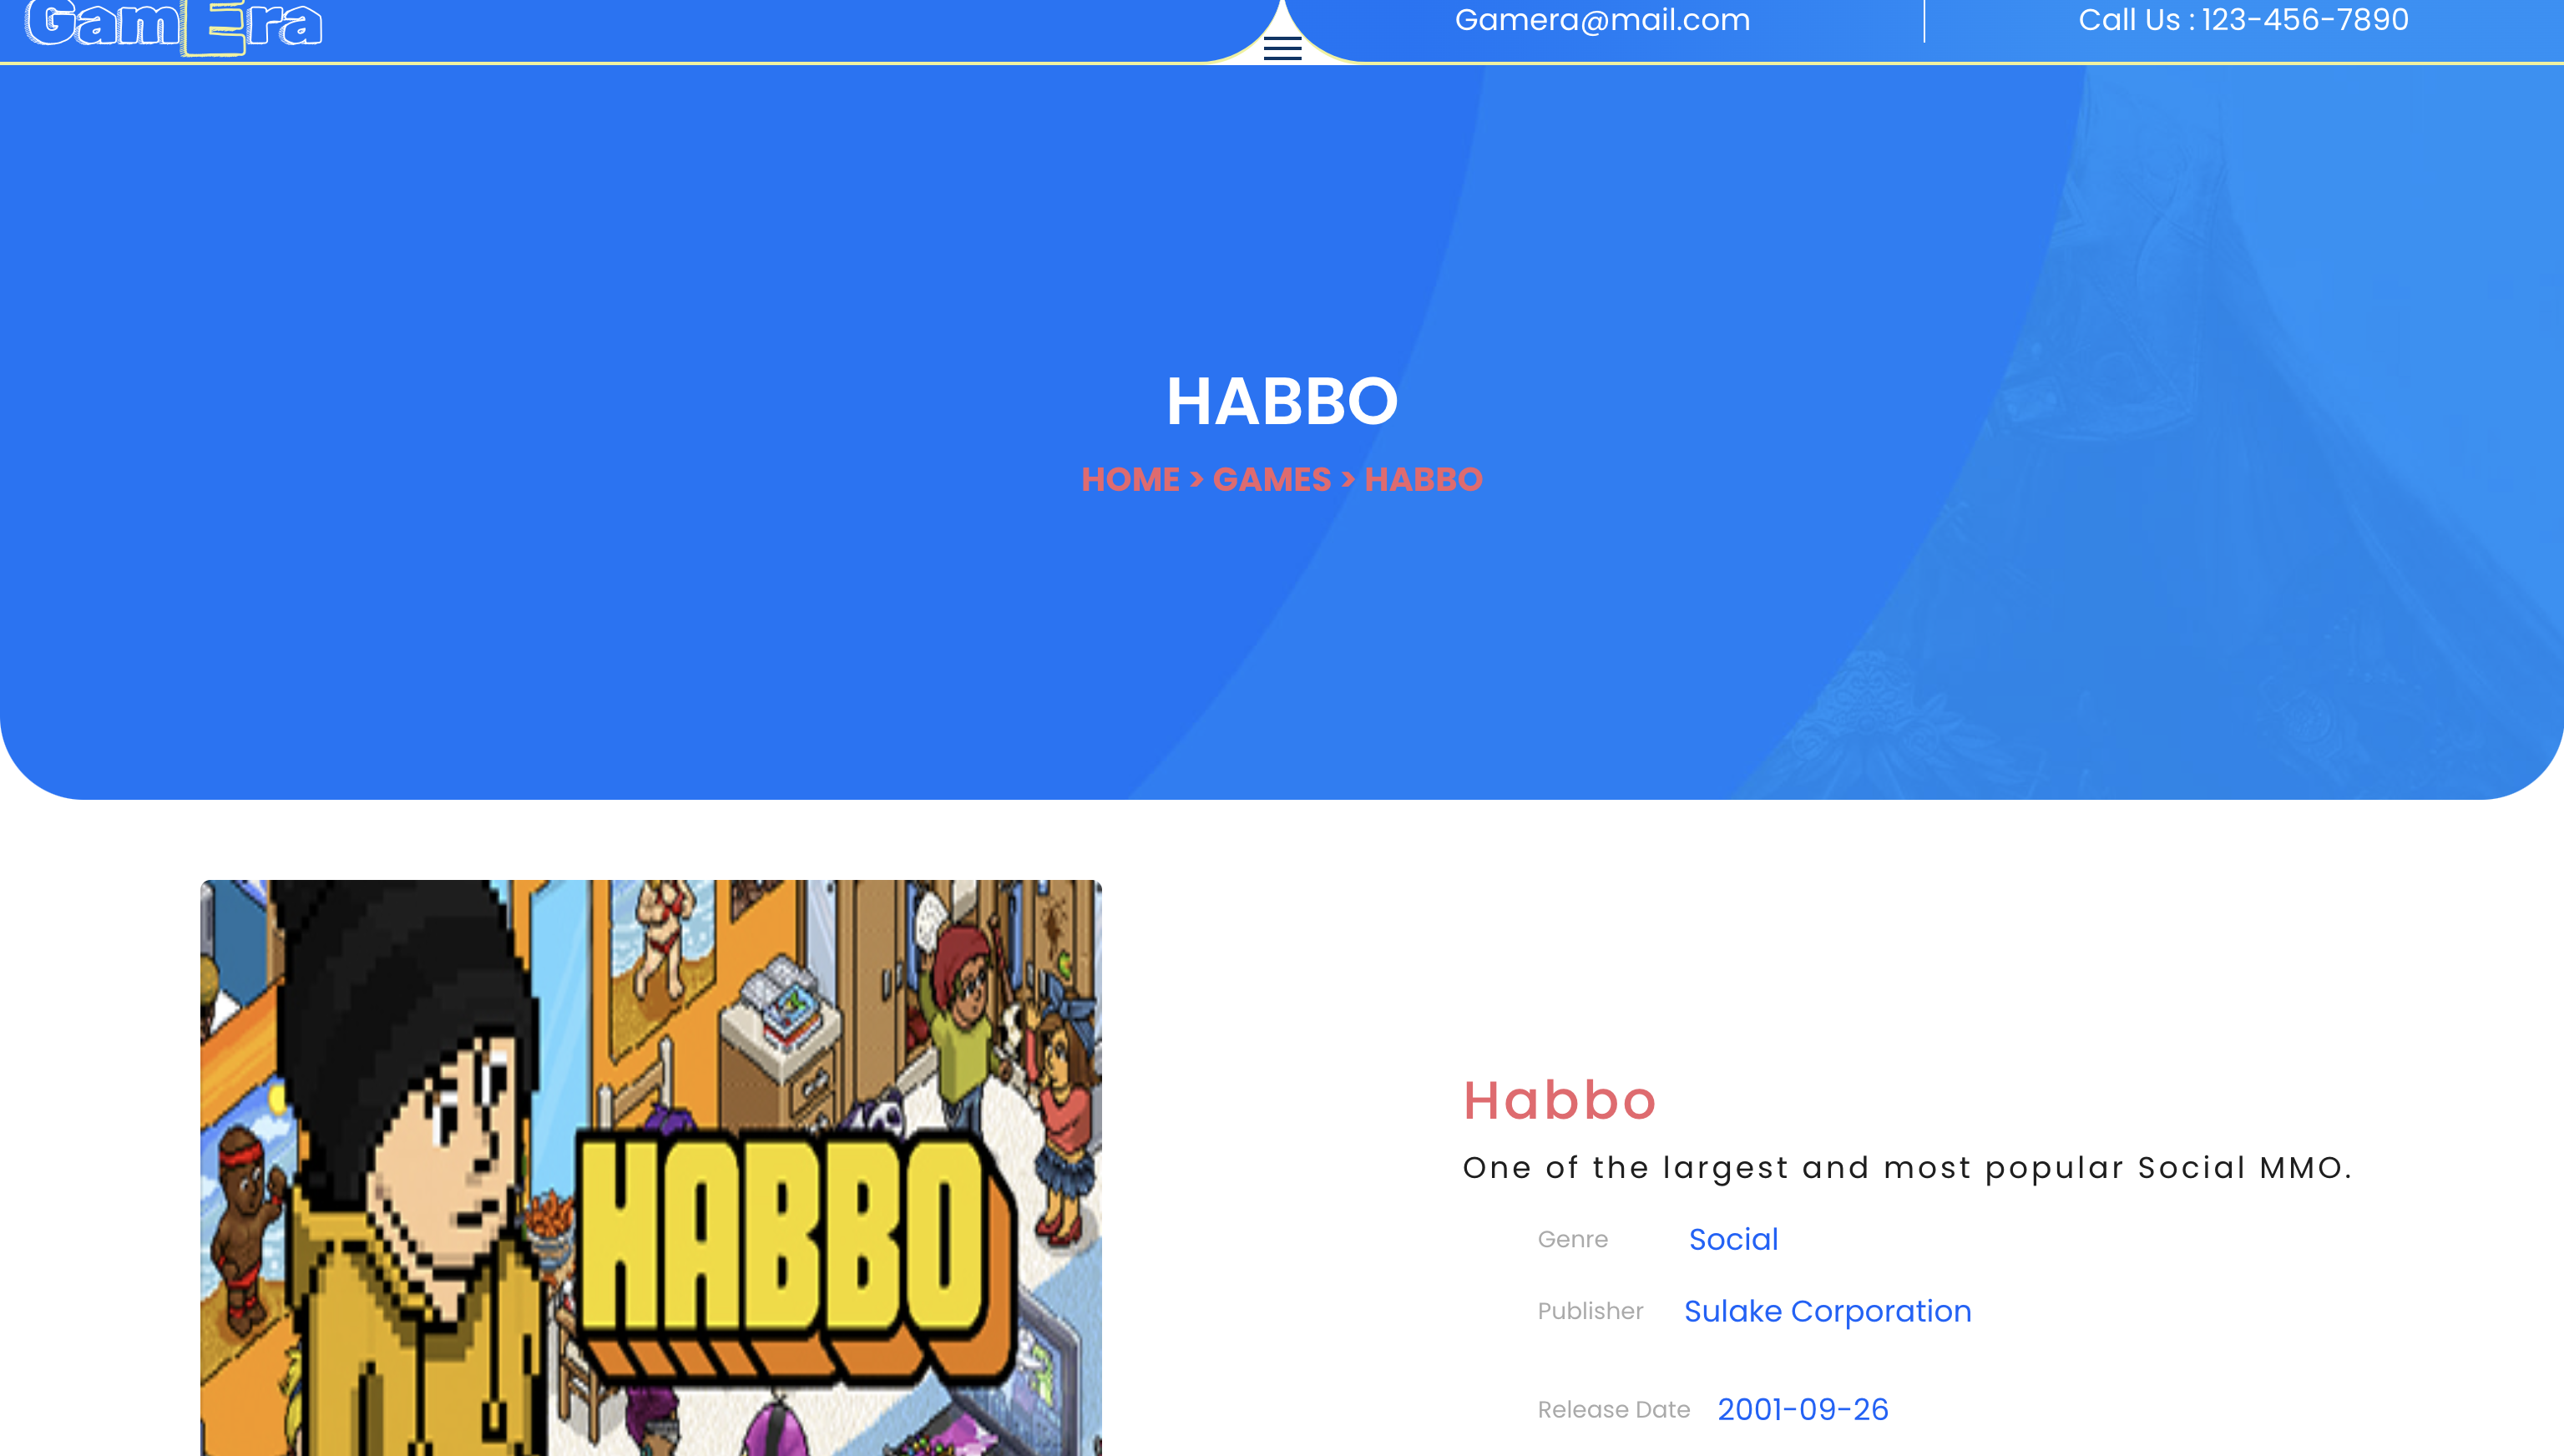 GamEra
Gamera@mail.com
Call Us : 123-456-7890
HABBO
HOME > GAMES > HABBO
HABBO
Habbo
One of the largest and most popular Social MMO.
Genre Social
Publisher Sulake Corporation
Release Date 2001-09-26